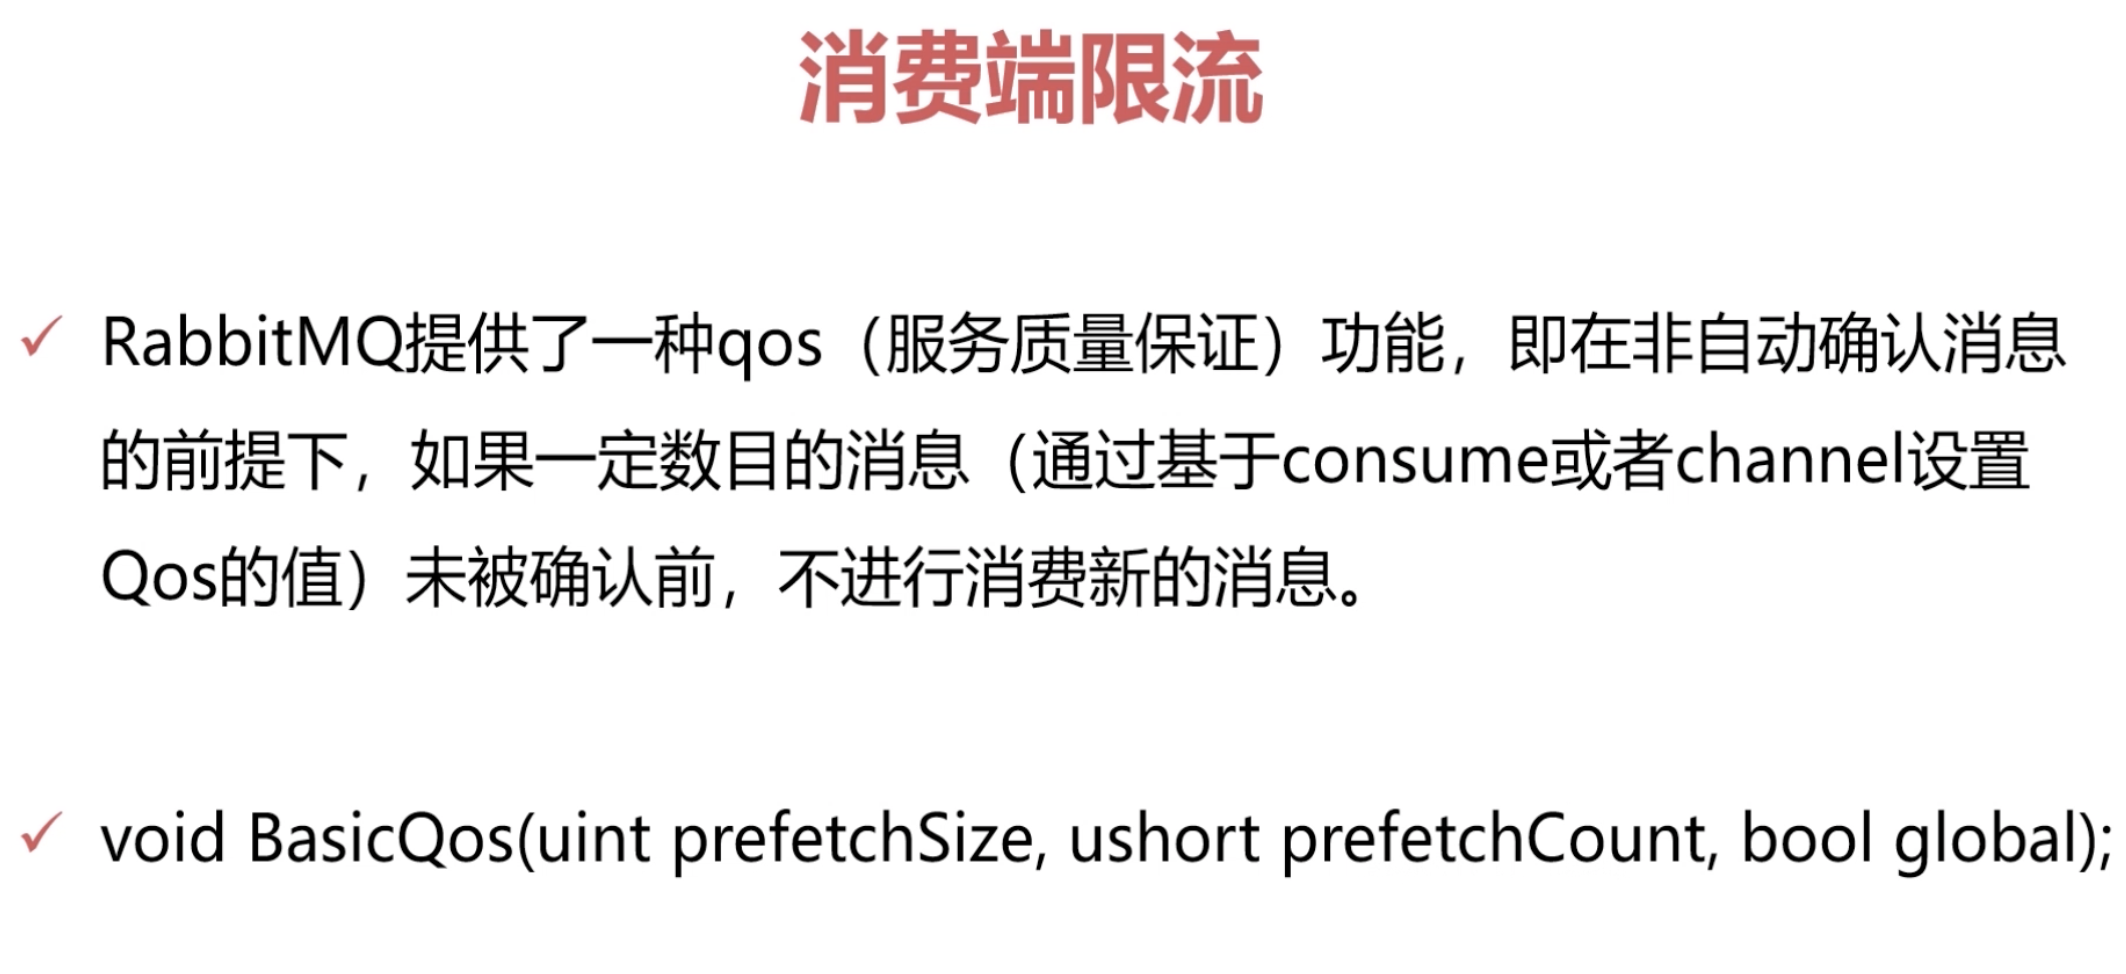 消费端限流
✓ RabbitMQ提供了一种qos（服务质量保证）功能，即在非自动确认消息
的前提下，如果一定数目的消息（通过基于consume或者channel设置
Qos的值）未被确认前，不进行消费新的消息。
✓ void BasicQos(uint prefetchSize, ushort prefetchCount, bool global);